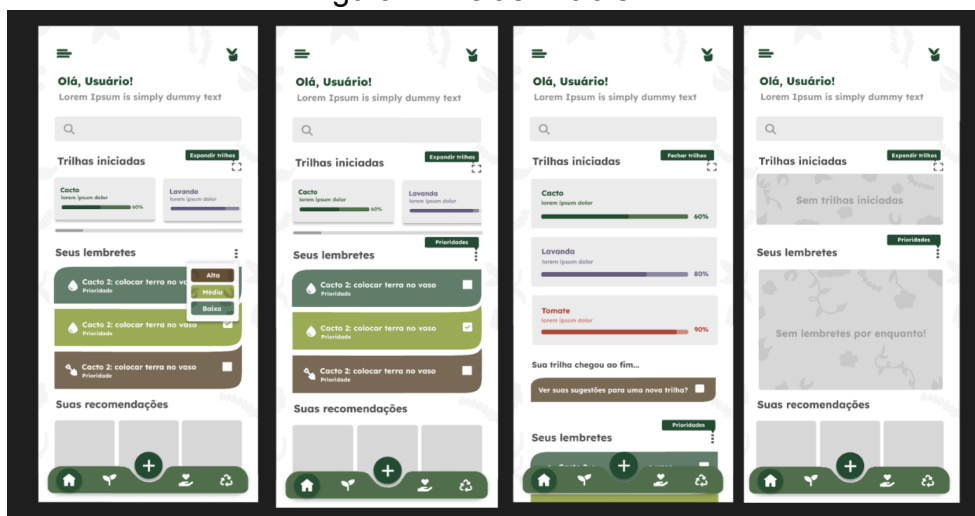 Olá, Usuário!
Lorem Ipsum is simply dummy text
Trilhas iniciadas
Expandir trilhas
Cacto
lorem ipsum dolor
60%
Lavanda
lorem ipsum dolor
Seus lembretes
Alta
Média
Baixa
Cacto 2: colocar terra no va
Prioridade
Cacto 2: colocar terra no vaso
Prioridade
Cacto 2: colocar terra no vaso
Prioridade
Suas recomendações
Olá, Usuário!
Lorem Ipsum is simply dummy text
Trilhas iniciadas
Expandir trilhas
Cacto
lorem ipsum dolor
60%
Lavanda
lorem ipsum dolor
Prioridades
Seus lembretes
Cacto 2: colocar terra no vaso
Prioridade
Cacto 2: colocar terra no vaso
Prioridade
Cacto 2: colocar terra no vaso
Prioridade
Suas recomendações
Olá, Usuário!
Lorem Ipsum is simply dummy text
Trilhas iniciadas
Fechar trilhas
Cacto
lorem ipsum dolor
60%
Lavanda
lorem ipsum dolor
80%
Tomate
lorem ipsum dolor
90%
Sua trilha chegou ao fim...
Ver suas sugestões para uma nova trilha?
Prioridades
Seus lembretes
Olá, Usuário!
Lorem Ipsum is simply dummy text
Trilhas iniciadas
Expandir trilhas
Sem trilhas iniciadas
Prioridades
Seus lembretes
Sem lembretes por enquanto!
Suas recomendações